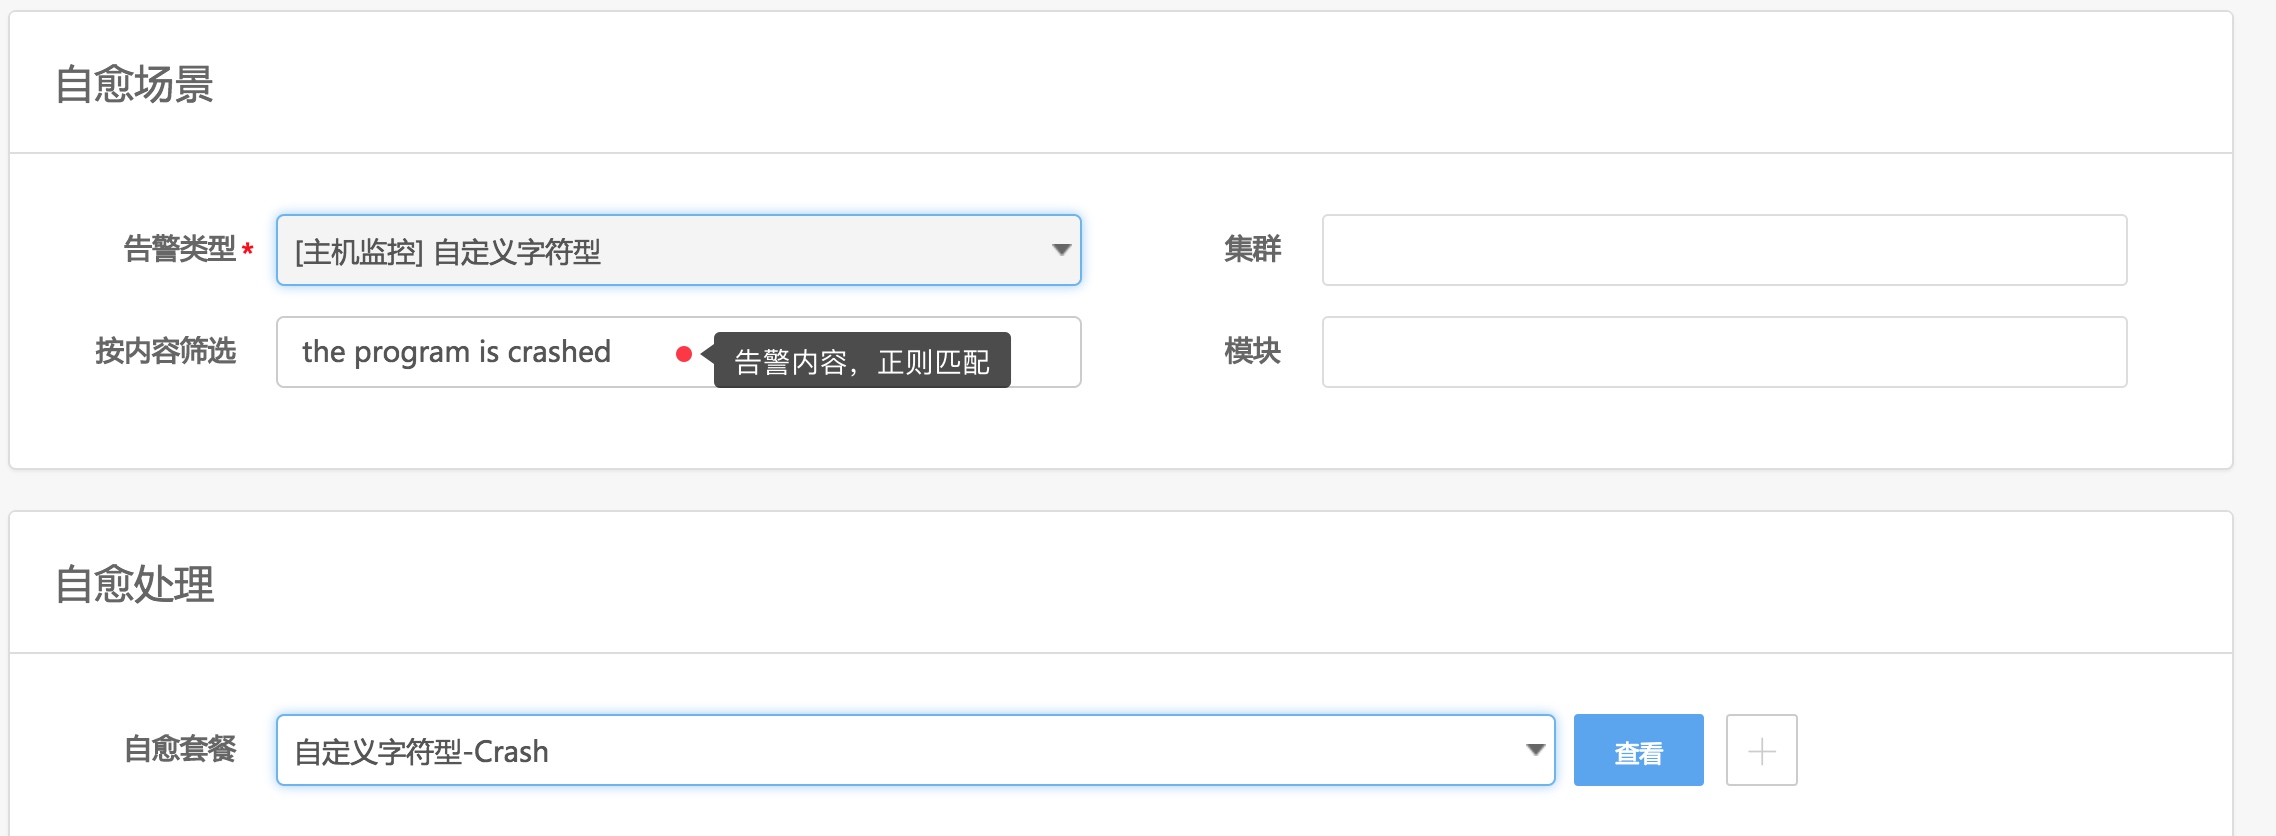 自愈场景
告警类型* [主机监控] 自定义字符型 集群
按内容筛选 the program is crashed 告警内容，正则匹配 模块
自愈处理
自愈套餐 自定义字符型-Crash 查看